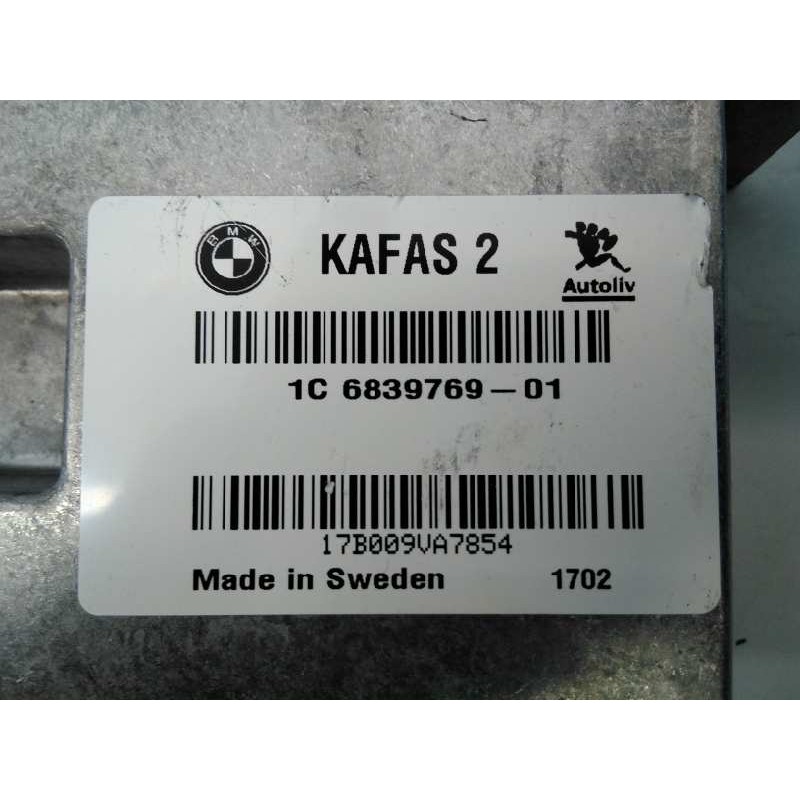 BMW
KAFAS 2
Autoliv
1C 6839769-01
17B009VA7854
Made in Sweden 1702